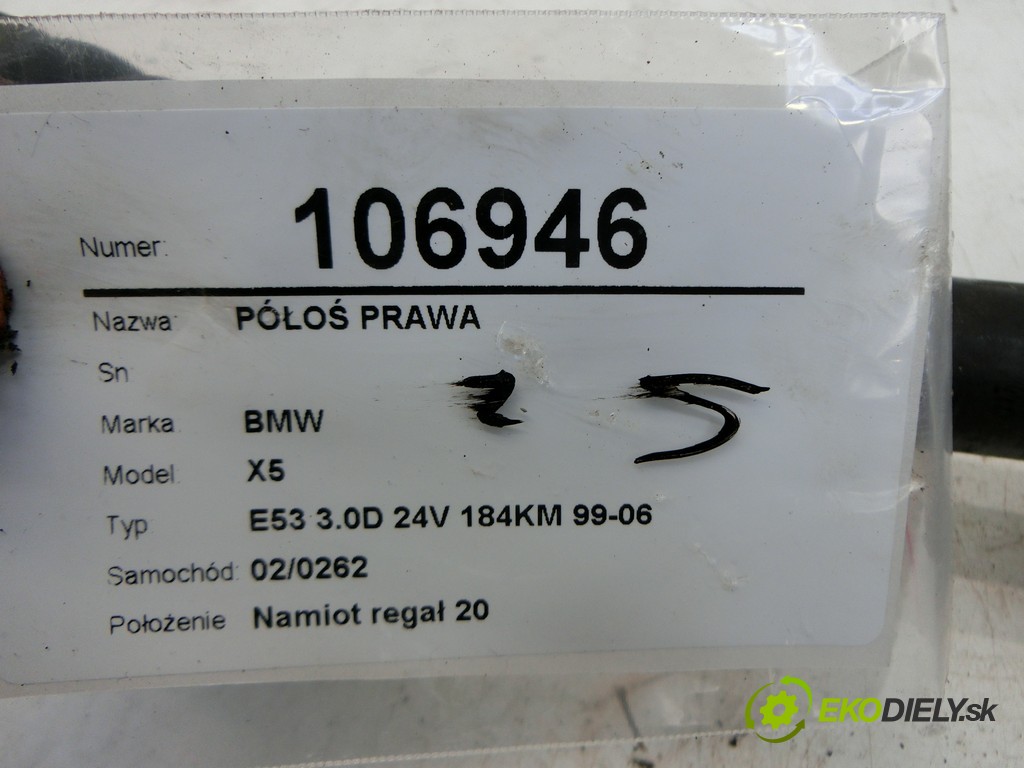 Numer: 106946
Nazwa: PÓŁOŚ PRAWA
Sn
Marka BMW
Model. X5
Typ E53 3.0D 24V 184KM 99-06
Samochód: 02/0262
Położenie Namiot regał 20
EKODIELY.sk